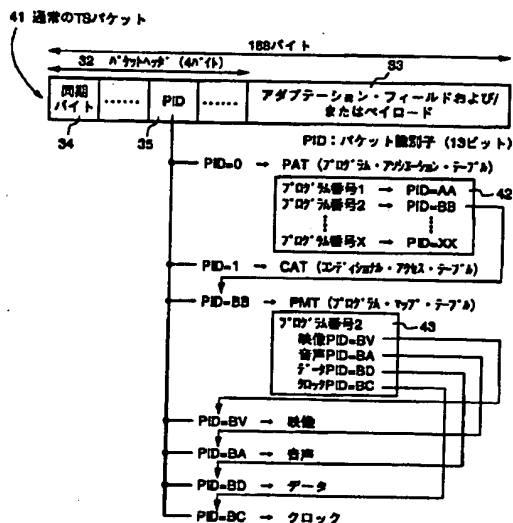 41 通常のTSパケット
188バイト
32 パケットヘッダ (4バイト)
33
同期バイト
……
PID
……
アダプテーション・フィールドおよび/またはペイロード
34
35
PID:パケット識別子 (13ビット)
PID=0 → PAT (プログラム・アソシエーション・テーブル)
プログラム番号1 → PID=AA
42
プログラム番号2 → PID=BB
プログラム番号X → PID=XX
PID=1 → CAT (コンディショナル・アクセス・テーブル)
PID=BB → PMT (プログラム・マップ・テーブル)
プログラム番号2
43
映像PID=BV
音声PID=BA
データPID=BD
クロックPID=BC
PID=BV → 映像
PID=BA → 音声
PID=BD → データ
PID=BC → クロック